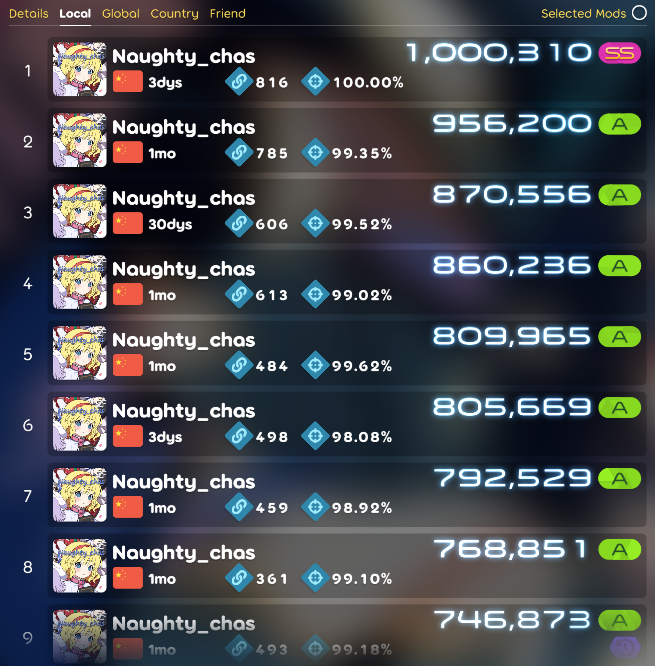 Details Local Global Country Friend Selected Mods
1 Naughty_chas 1,000,310 SS
3dys 816 100.00%
2 Naughty_chas 956,200 A
1mo 785 99.35%
3 Naughty_chas 870,556 A
30dys 606 99.52%
4 Naughty_chas 860,236 A
1mo 613 99.02%
5 Naughty_chas 809,965 A
1mo 484 99.62%
6 Naughty_chas 805,669 A
3dys 498 98.08%
7 Naughty_chas 792,529 A
1mo 459 98.92%
8 Naughty_chas 768,851 A
1mo 361 99.10%
9 Naughty_chas 746,873 A
1mo 493 99.18%